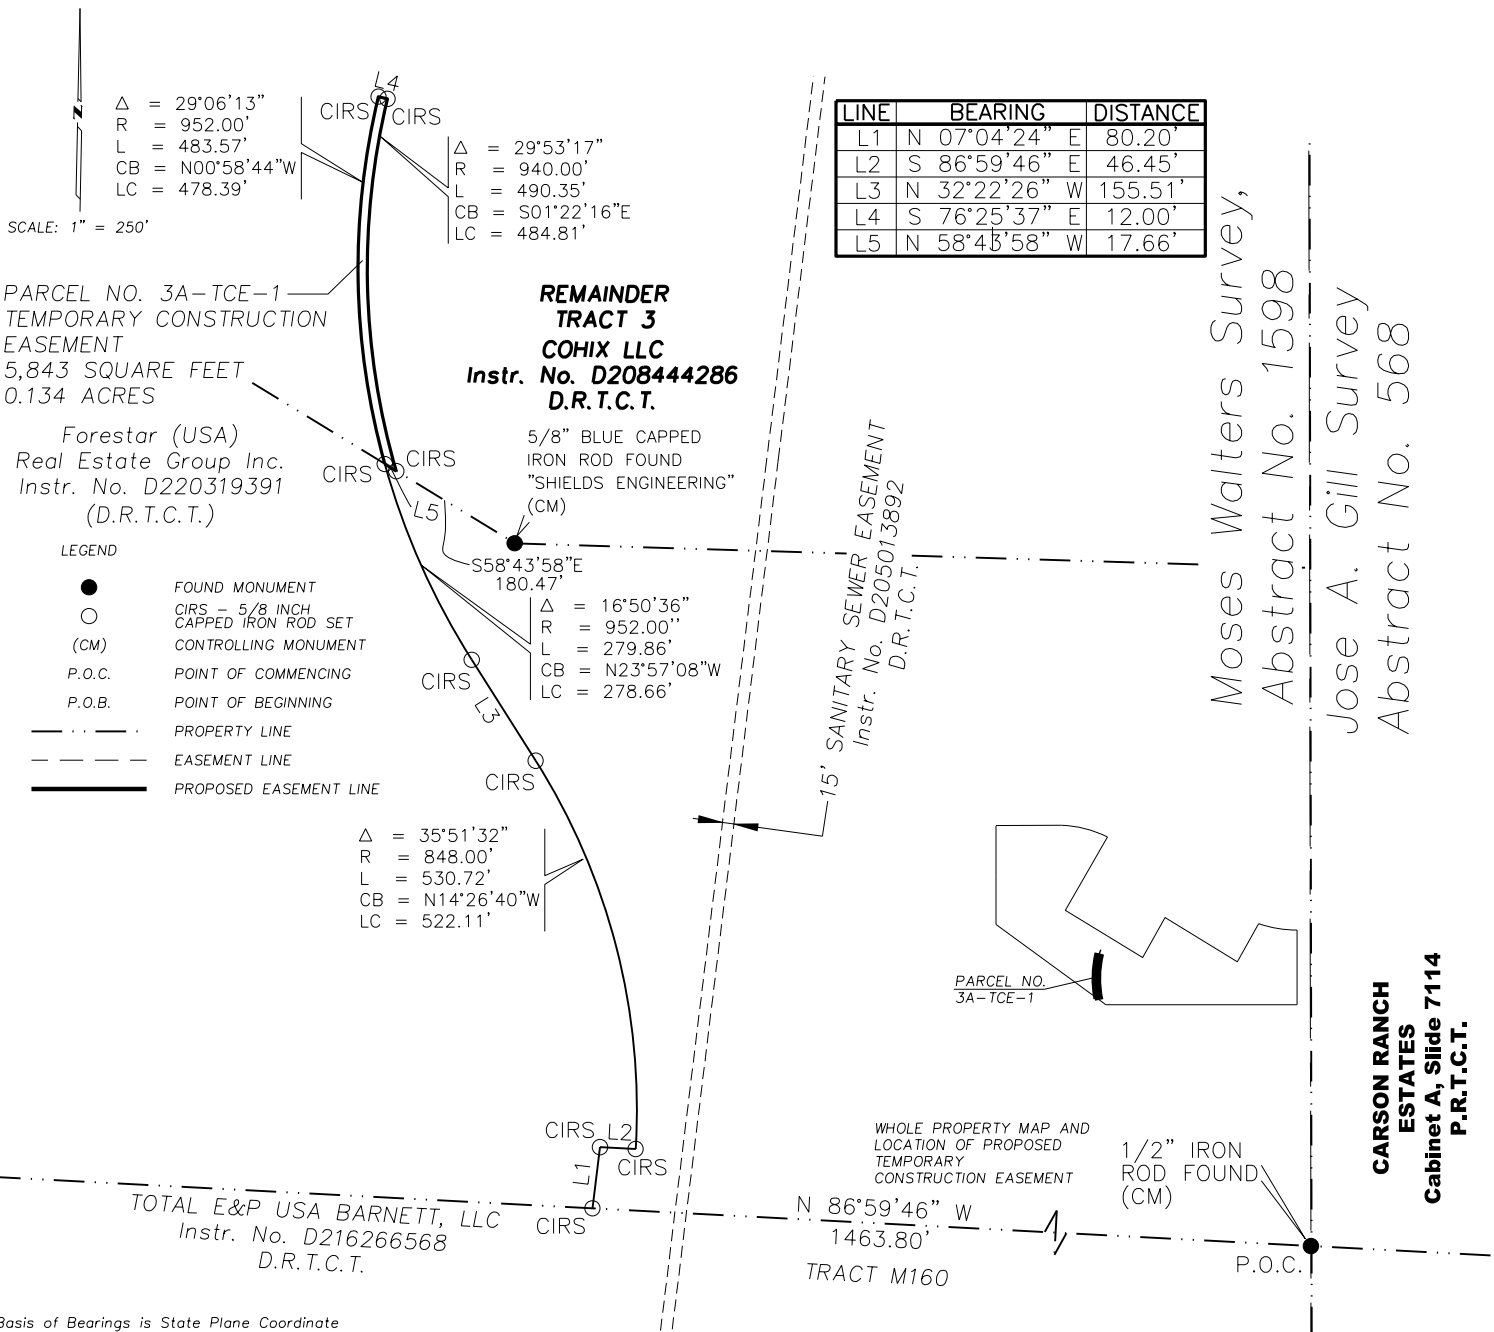 N
SCALE: 1" = 250'
Δ = 29°06'13"
R = 952.00'
L = 483.57'
CB = N00°58'44"W
LC = 478.39'
L4
CIRS
CIRS
Δ = 29°53'17"
R = 940.00'
L = 490.35'
CB = S01°22'16"E
LC = 484.81'
LINE BEARING DISTANCE
L1 N 07°04'24" E 80.20'
L2 S 86°59'46" E 46.45'
L3 N 32°22'26" W 155.51'
L4 S 76°25'37" E 12.00'
L5 N 58°43'58" W 17.66'
PARCEL NO. 3A-TCE-1
TEMPORARY CONSTRUCTION
EASEMENT
5,843 SQUARE FEET
0.134 ACRES
REMAINDER
TRACT 3
COHIX LLC
Instr. No. D208444286
D.R.T.C.T.
Forestar (USA)
Real Estate Group Inc.
Instr. No. D220319391
(D.R.T.C.T.)
5/8" BLUE CAPPED
IRON ROD FOUND
"SHIELDS ENGINEERING"
(CM)
CIRS
CIRS
L5
S58°43'58"E
180.47'
LEGEND
FOUND MONUMENT
CIRS - 5/8 INCH
CAPPED IRON ROD SET
(CM) CONTROLLING MONUMENT
P.O.C. POINT OF COMMENCING
P.O.B. POINT OF BEGINNING
PROPERTY LINE
EASEMENT LINE
PROPOSED EASEMENT LINE
Δ = 16°50'36"
R = 952.00''
L = 279.86'
CB = N23°57'08"W
LC = 278.66'
CIRS
L3
CIRS
15' SANITARY SEWER EASEMENT
Instr. No. D205013892
D.R.T.C.T.
Moses Walters Survey,
Abstract No. 1598
Jose A. Gill Survey
Abstract No. 568
Δ = 35°51'32"
R = 848.00'
L = 530.72'
CB = N14°26'40"W
LC = 522.11'
PARCEL NO.
3A-TCE-1
CARSON RANCH
ESTATES
Cabinet A, Slide 7114
P.R.T.C.T.
WHOLE PROPERTY MAP AND
LOCATION OF PROPOSED
TEMPORARY
CONSTRUCTION EASEMENT
1/2" IRON
ROD FOUND
(CM)
CIRS
L2
CIRS
L1
CIRS
TOTAL E&P USA BARNETT, LLC
Instr. No. D216266568
D.R.T.C.T.
N 86°59'46" W
1463.80'
TRACT M160
P.O.C.
Basis of Bearings is State Plane Coordinate